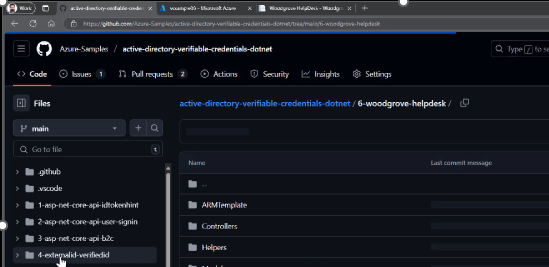 Work
active-directory-verifiable-crede
- Microsoft Azure
Woodgrove HelpDesk - Woodgro
https://github.com/Azure-Samples/active-directory-verifiable-credentials-dotnet/tree/main/6-woodgrove-helpdesk
Azure-Samples / active-directory-verifiable-credentials-dotnet
Type / to se
Code
Issues 1
Pull requests 2
Actions
Security
Insights
Settings
Files
main
Go to file
t
.github
.vscode
1-asp-net-core-api-idtokenhint
2-asp-net-core-api-user-signin
3-asp-net-core-api-b2c
4-externalid-verifiedid
active-directory-verifiable-credentials-dotnet / 6-woodgrove-helpdesk /
Name
Last commit message
..
ARMTemplate
Controllers
Helpers